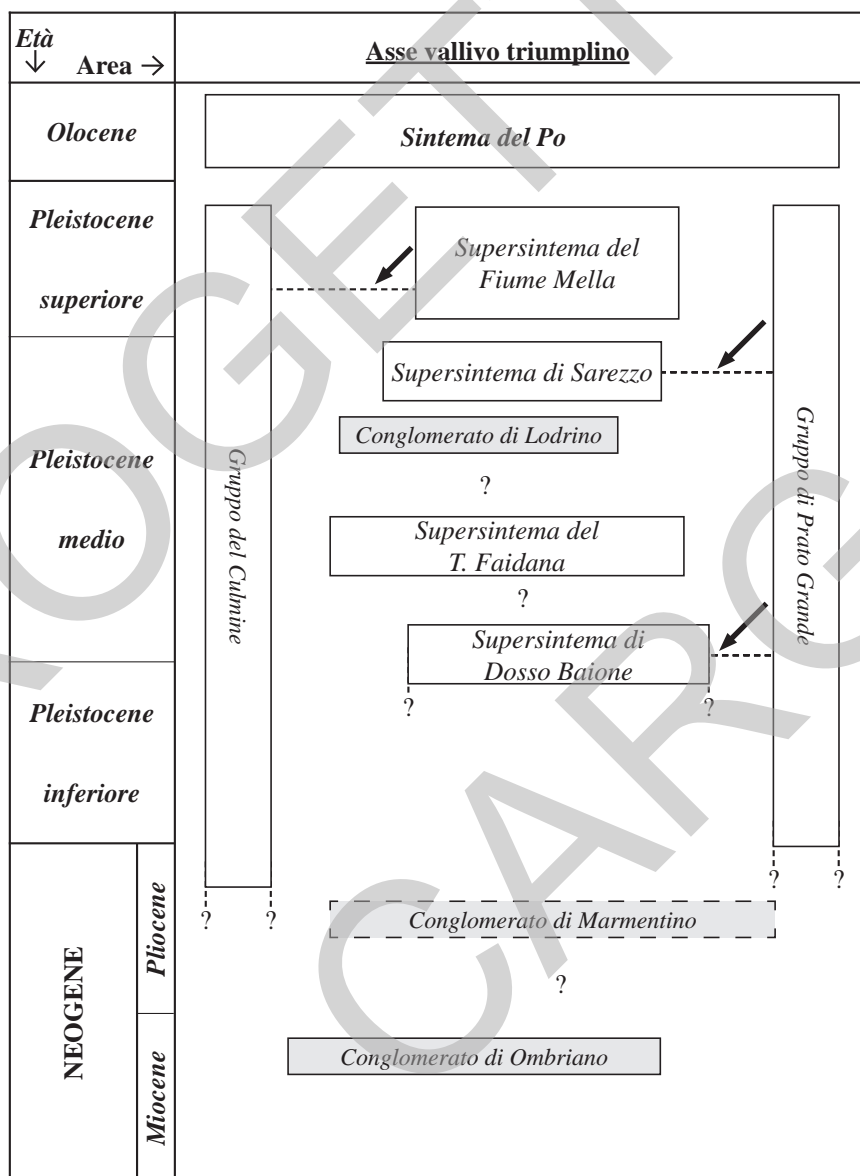 Età
↓ Area →
Asse vallivo triumplino
Olocene
Sintema del Po
Pleistocene
superiore
Supersintema del
Fiume Mella
Pleistocene
medio
Supersintema di Sarezzo
Conglomerato di Lodrino
?
Supersintema del
T. Faidana
?
Supersintema di
Dosso Baione
? ?
Gruppo del Culmine
Gruppo di Prato Grande
Pleistocene
inferiore
? ?
? ?
NEOGENE
Pliocene
Conglomerato di Marmentino
?
Miocene
Conglomerato di Ombriano
OGET
CARG